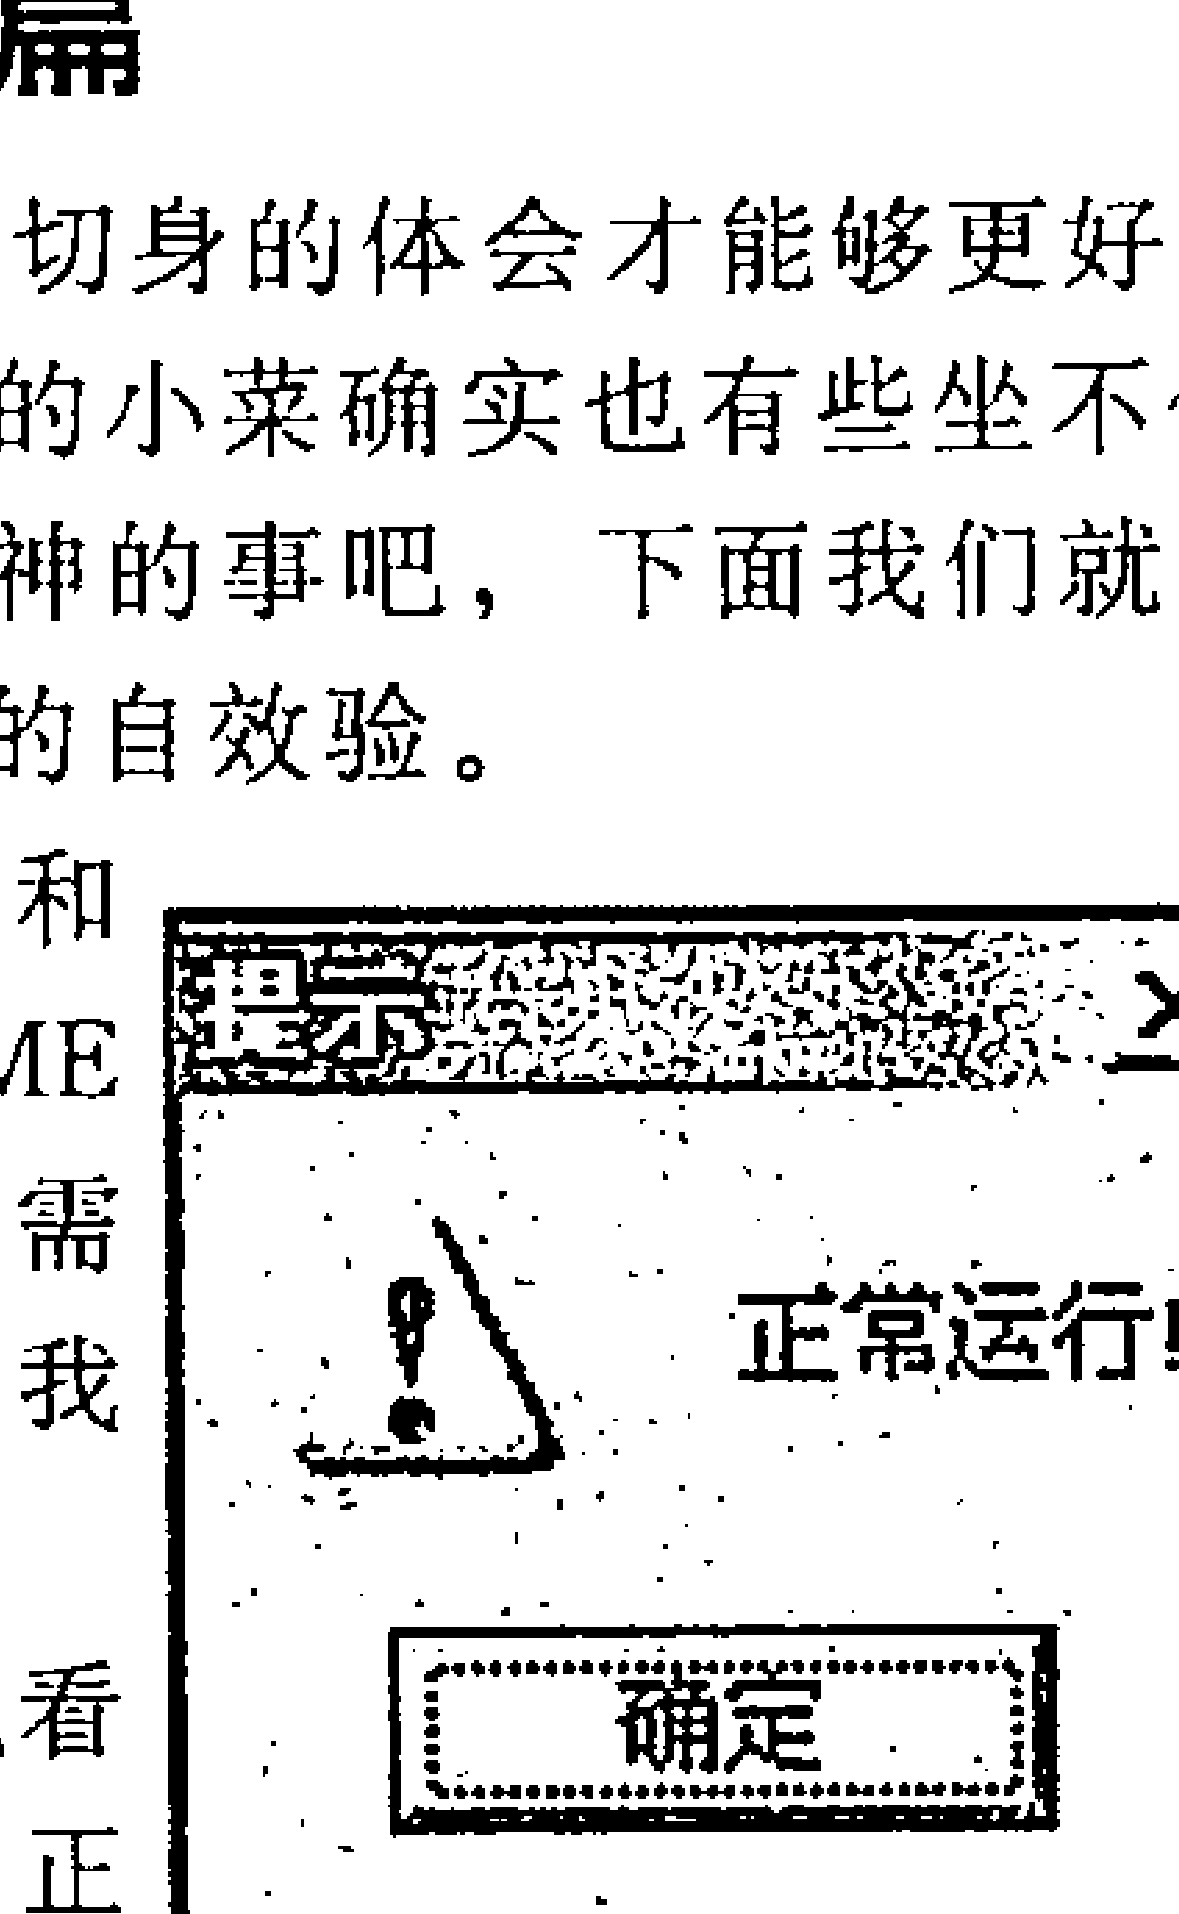 篇
切身的体会才能够更好
的小菜确实也有些坐不
神的事吧，下面我们就
的自效验。
和
ME
需
我
看
正
提示
正常运行!
确定